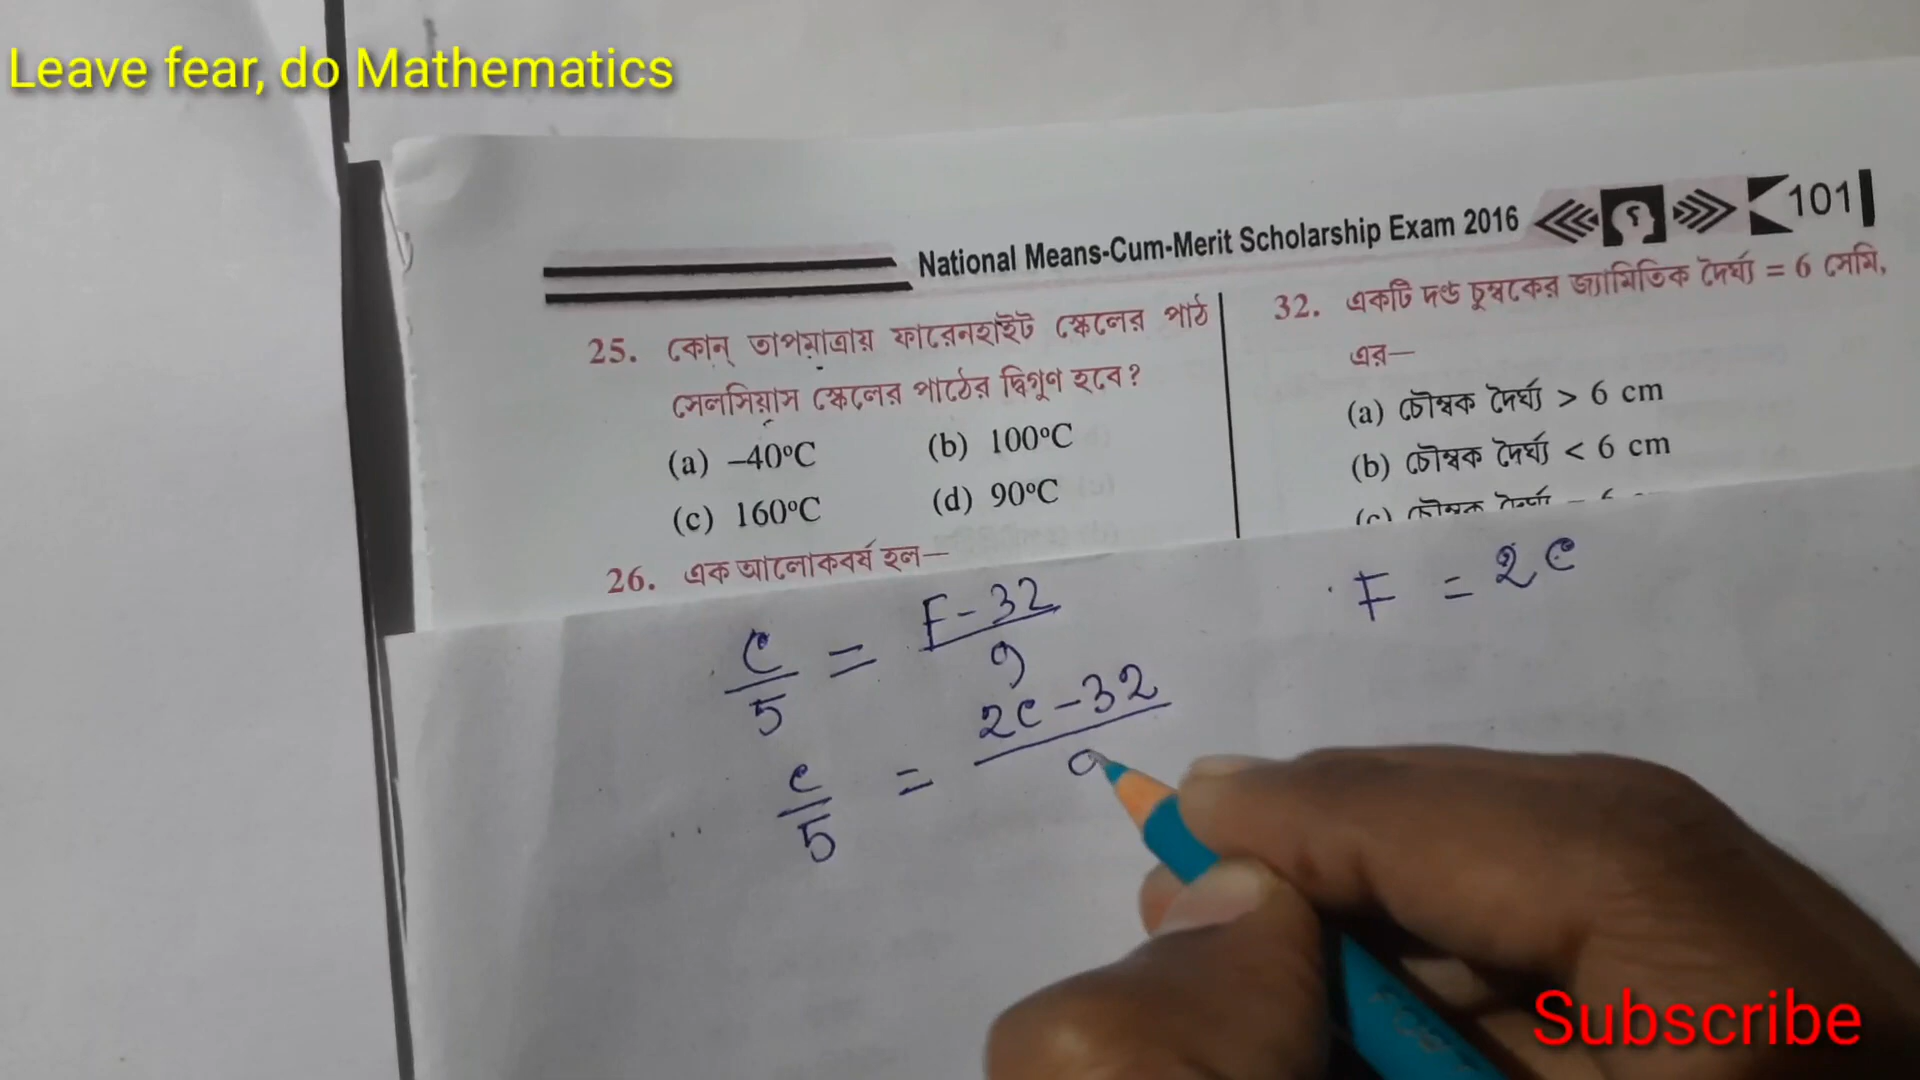 Leave fear, do Mathematics
National Means-Cum-Merit Scholarship Exam 2016
101
25. কোন্ তাপমাত্রায় ফারেনহাইট স্কেলের পাঠ
সেলসিয়াস স্কেলের পাঠের দ্বিগুণ হবে?
(a) –40°C (b) 100°C
(c) 160°C (d) 90°C
26. এক আলোকবর্ষ হল—
32. একটি দণ্ড চুম্বকের জ্যামিতিক দৈর্ঘ্য = 6 সেমি,
এর—
(a) চৌম্বক দৈর্ঘ্য > 6 cm
(b) চৌম্বক দৈর্ঘ্য < 6 cm
(c) চৌম্বক দৈর্ঘ্য
C/5 = F-32/9
F = 2C
C/5 = 2C-32/9
Subscribe